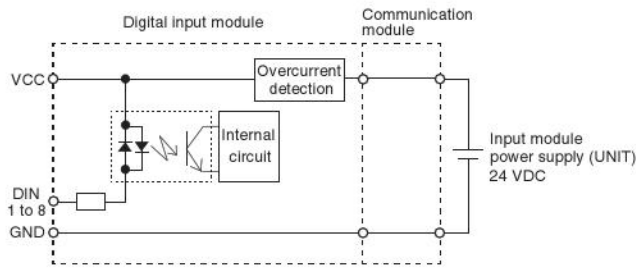 Digital input module
Communication
module
VCC
Overcurrent
detection
Internal
circuit
Input module
power supply (UNIT)
24 VDC
DIN
1 to 8
GND